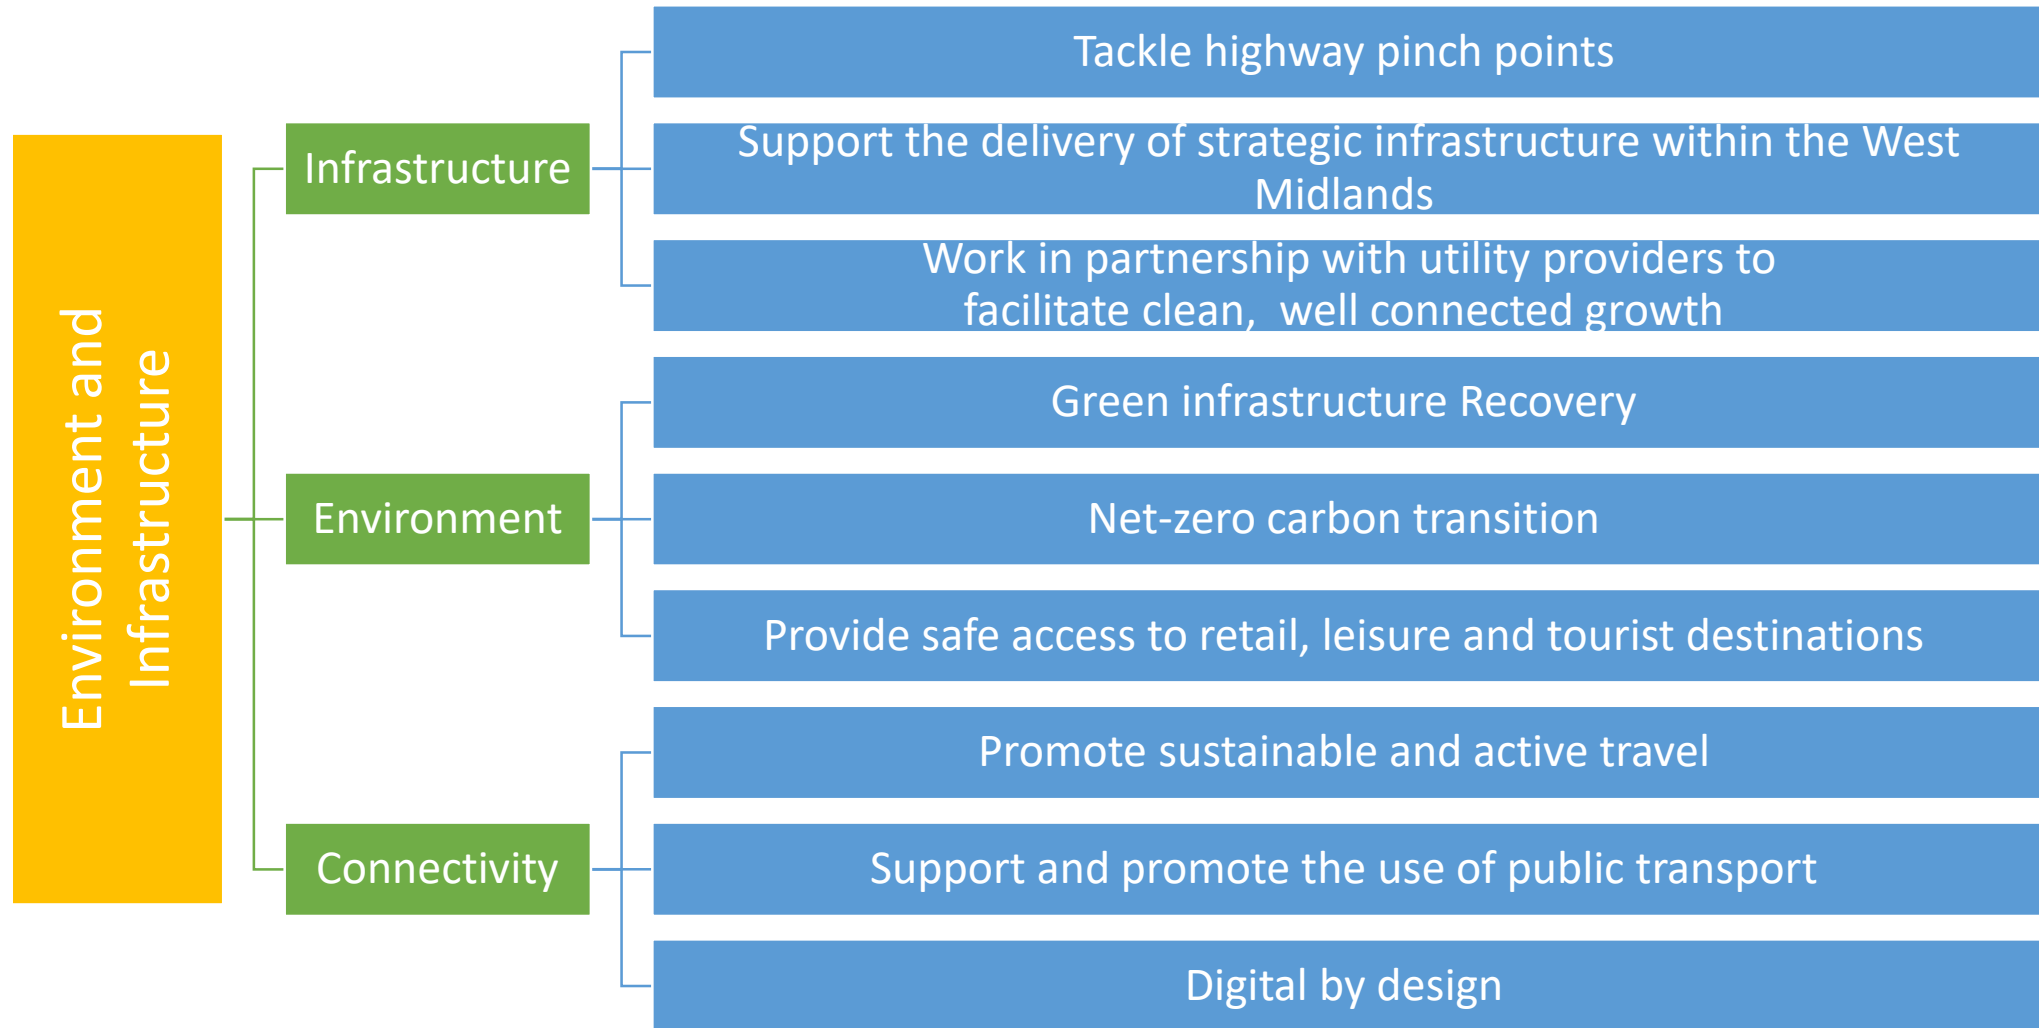 Environment and
Infrastructure
Infrastructure
Tackle highway pinch points
Support the delivery of strategic infrastructure within the West
Midlands
Work in partnership with utility providers to
facilitate clean,  well connected growth
Environment
Green infrastructure Recovery
Net-zero carbon transition
Provide safe access to retail, leisure and tourist destinations
Connectivity
Promote sustainable and active travel
Support and promote the use of public transport
Digital by design